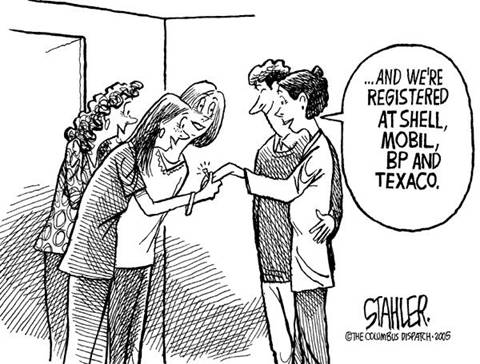 ...AND WE'RE
REGISTERED
AT SHELL,
MOBIL,
BP AND
TEXACO.
STAHLER.
©THE COLUMBUS DISPATCH·2005